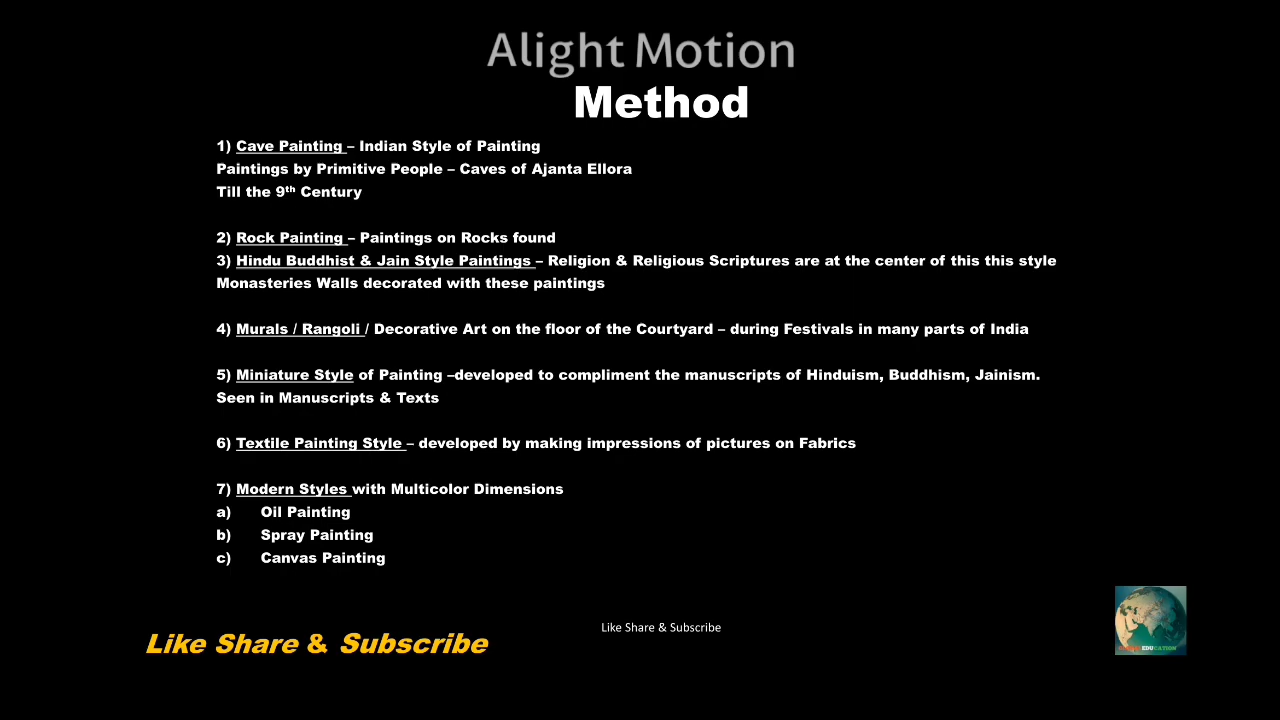 Alight Motion
Method
1) Cave Painting – Indian Style of Painting
Paintings by Primitive People – Caves of Ajanta Ellora
Till the 9th Century
2) Rock Painting – Paintings on Rocks found
3) Hindu Buddhist & Jain Style Paintings – Religion & Religious Scriptures are at the center of this this style
Monasteries Walls decorated with these paintings
4) Murals / Rangoli / Decorative Art on the floor of the Courtyard – during Festivals in many parts of India
5) Miniature Style of Painting –developed to compliment the manuscripts of Hinduism, Buddhism, Jainism.
Seen in Manuscripts & Texts
6) Textile Painting Style – developed by making impressions of pictures on Fabrics
7) Modern Styles with Multicolor Dimensions
a) Oil Painting
b) Spray Painting
c) Canvas Painting
Like Share & Subscribe
Like Share & Subscribe
EDUCATION